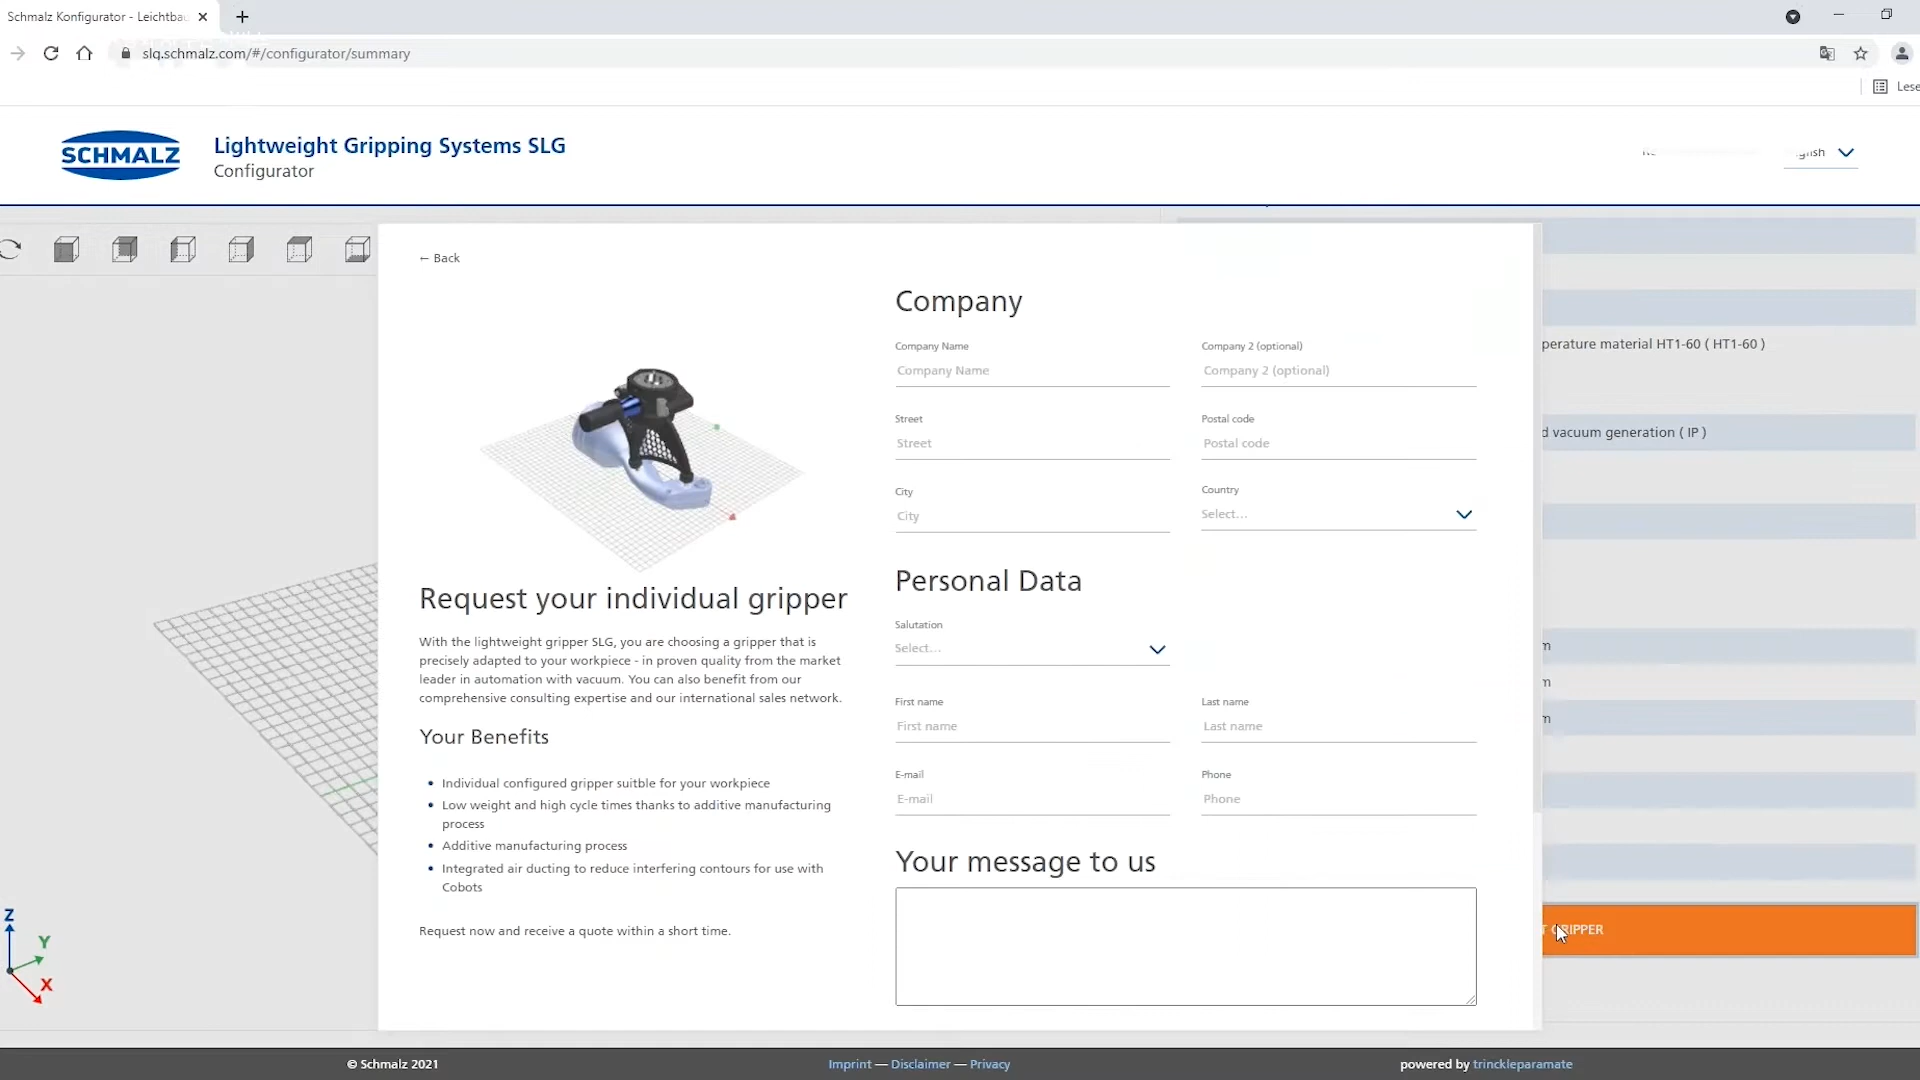 Schmalz Konfigurator - Leichtba
slg.schmalz.com/#/configurator/summary
Lese
SCHMALZ
Lightweight Gripping Systems SLG
Configurator
glish
← Back
Company
Company Name
Company 2 (optional)
Company Name
Company 2 (optional)
Street
Postal code
Street
Postal code
City
Country
City
Select...
Personal Data
Salutation
Select...
First name
Last name
First name
Last name
E-mail
Phone
E-mail
Phone
Your message to us
Request your individual gripper
With the lightweight gripper SLG, you are choosing a gripper that is
precisely adapted to your workpiece - in proven quality from the market
leader in automation with vacuum. You can also benefit from our
comprehensive consulting expertise and our international sales network.
Your Benefits
• Individual configured gripper suitble for your workpiece
• Low weight and high cycle times thanks to additive manufacturing
process
• Additive manufacturing process
• Integrated air ducting to reduce interfering contours for use with
Cobots
Request now and receive a quote within a short time.
perature material HT1-60 ( HT1-60 )
d vacuum generation ( IP )
m
m
m
T GRIPPER
Z
Y
X
© Schmalz 2021
Imprint — Disclaimer — Privacy
powered by trinckleparamate